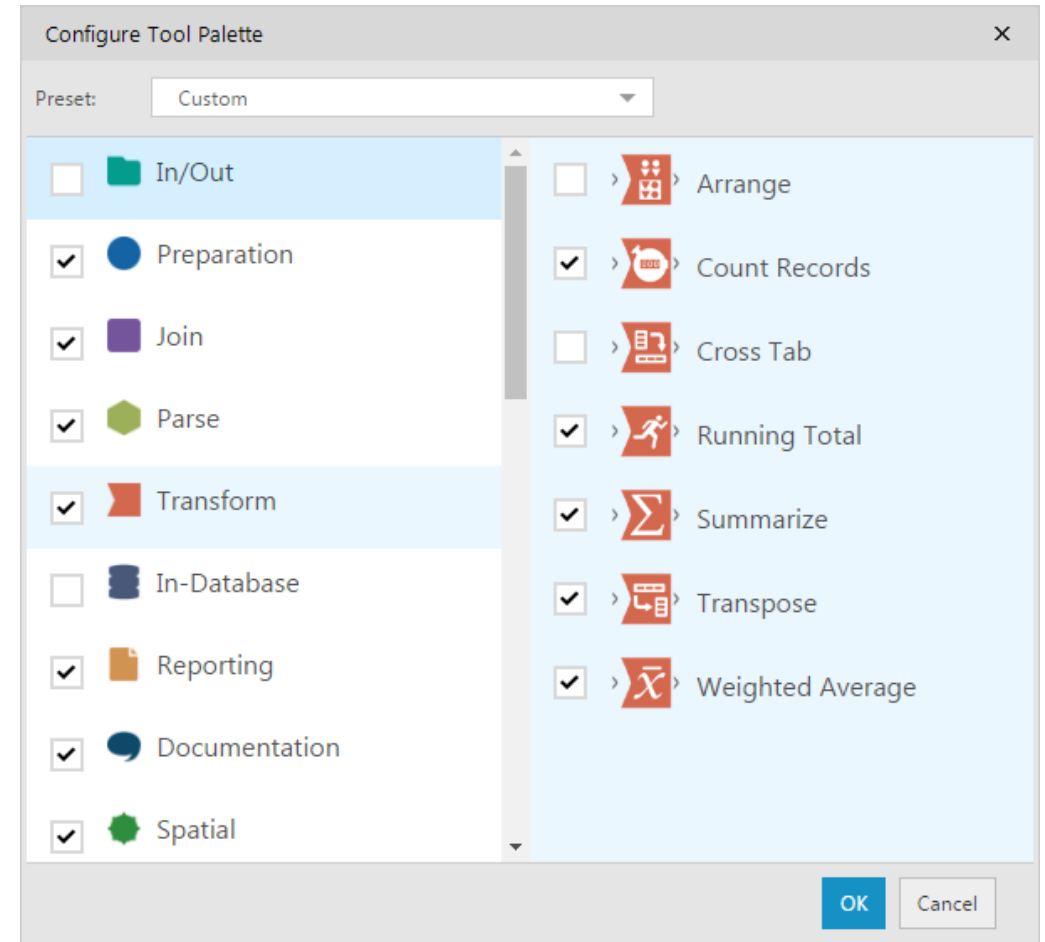 Configure Tool Palette
Preset:
Custom
In/Out
Preparation
Join
Parse
Transform
In-Database
Reporting
Documentation
Spatial
Arrange
Count Records
Cross Tab
Running Total
Summarize
Transpose
Weighted Average
OK
Cancel